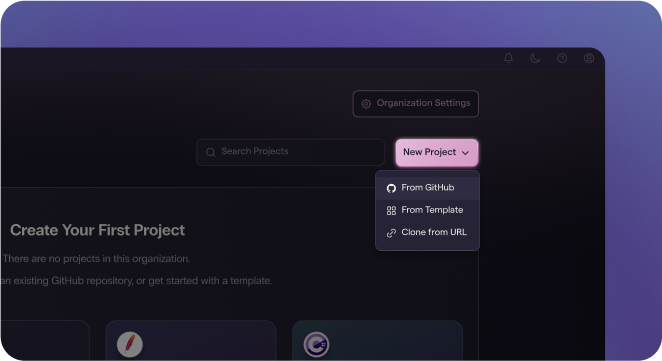 Organization Settings
Search Projects
New Project
From GitHub
From Template
Clone from URL
Create Your First Project
There are no projects in this organization.
an existing GitHub repository, or get started with a template.